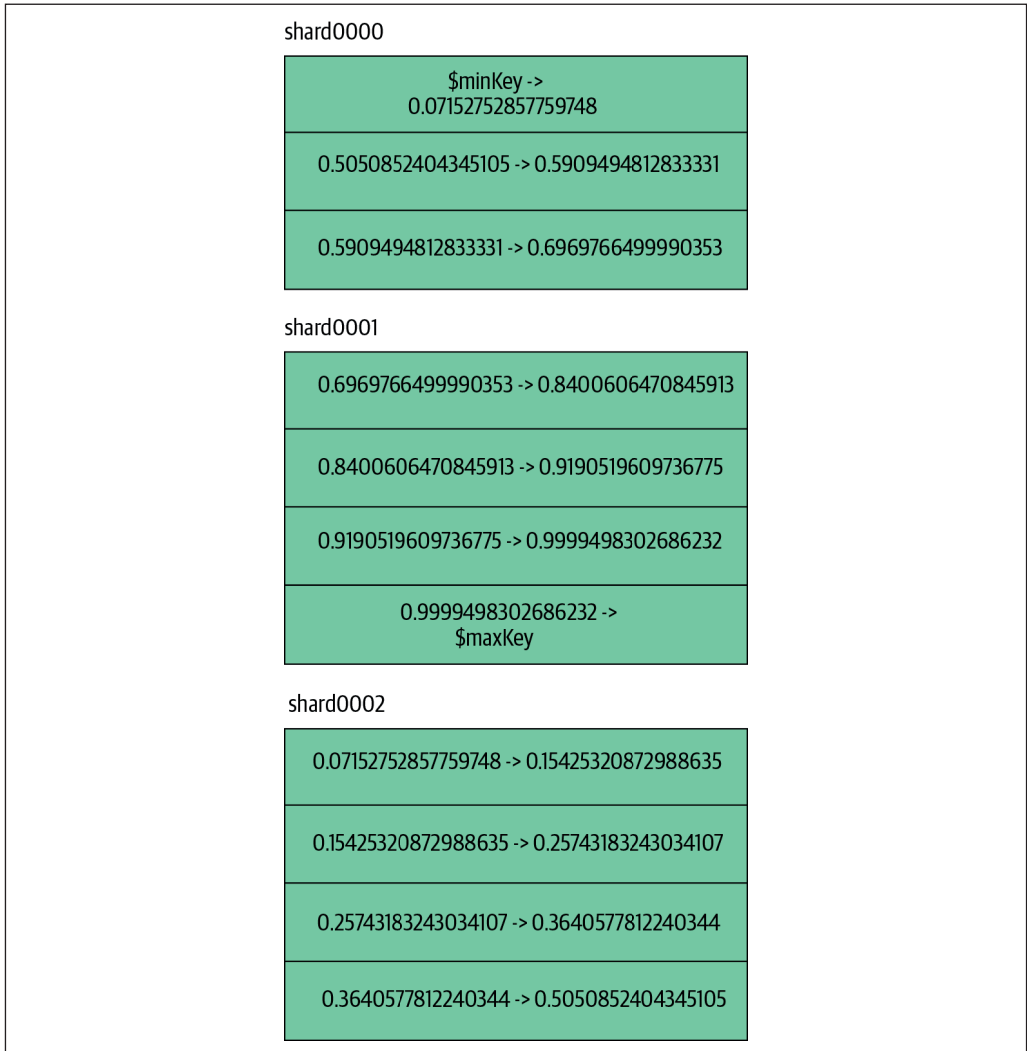 shard0000
$minKey ->
0.07152752857759748
0.5050852404345105 -> 0.5909494812833331
0.5909494812833331 -> 0.6969766499990353
shard0001
0.6969766499990353 -> 0.8400606470845913
0.8400606470845913 -> 0.9190519609736775
0.9190519609736775 -> 0.9999498302686232
0.9999498302686232 ->
$maxKey
shard0002
0.07152752857759748 -> 0.15425320872988635
0.15425320872988635 -> 0.25743183243034107
0.25743183243034107 -> 0.3640577812240344
0.3640577812240344 -> 0.5050852404345105